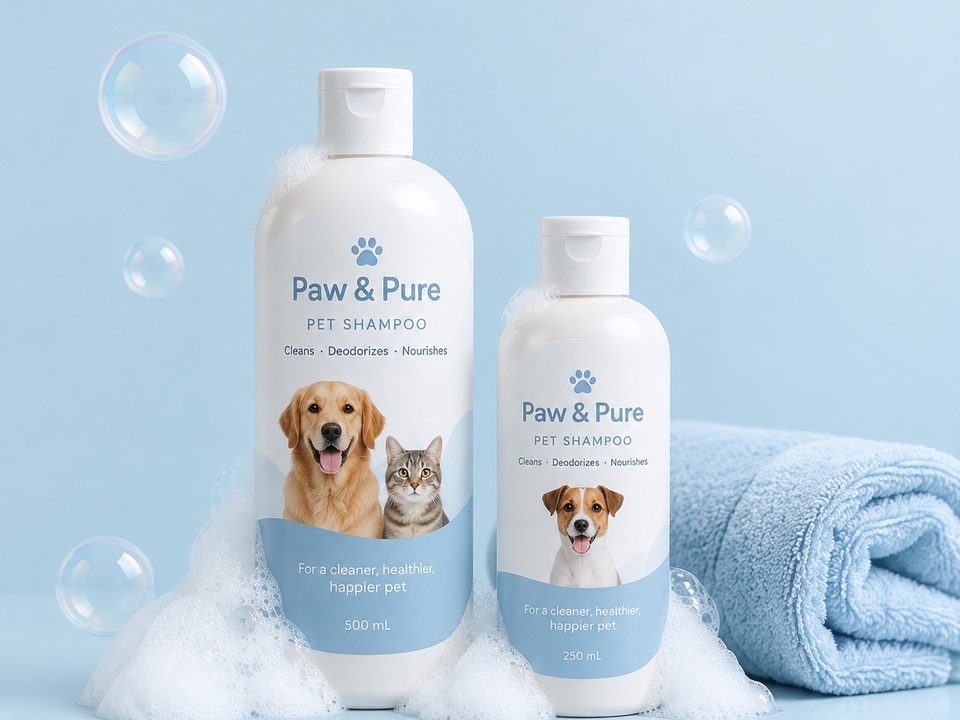 Paw & Pure
PET SHAMPOO
Cleans · Deodorizes · Nourishes
For a cleaner, healthier,
happier pet
500 mL
Paw & Pure
PET SHAMPOO
Cleans · Deodorizes · Nourishes
For a cleaner, healthier,
happier pet
250 mL